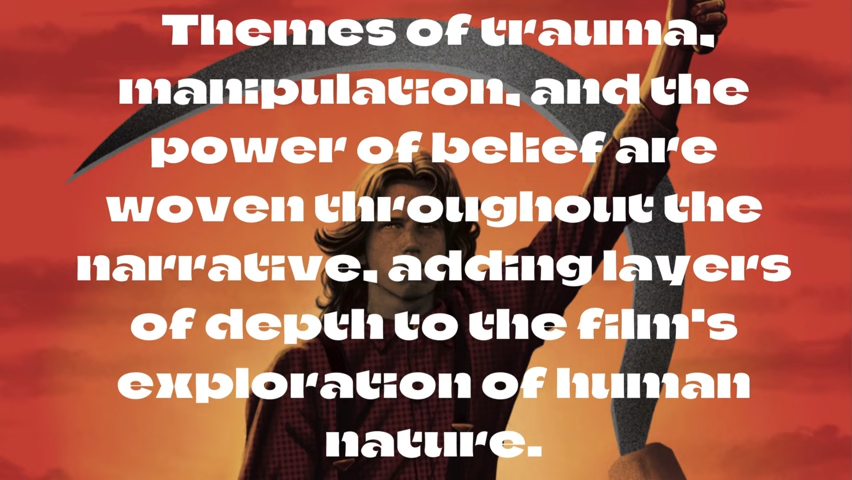 Themes of trauma,
manipulation, and the
power of belief are
woven throughout the
narrative, adding layers
of depth to the film's
exploration of human
nature.